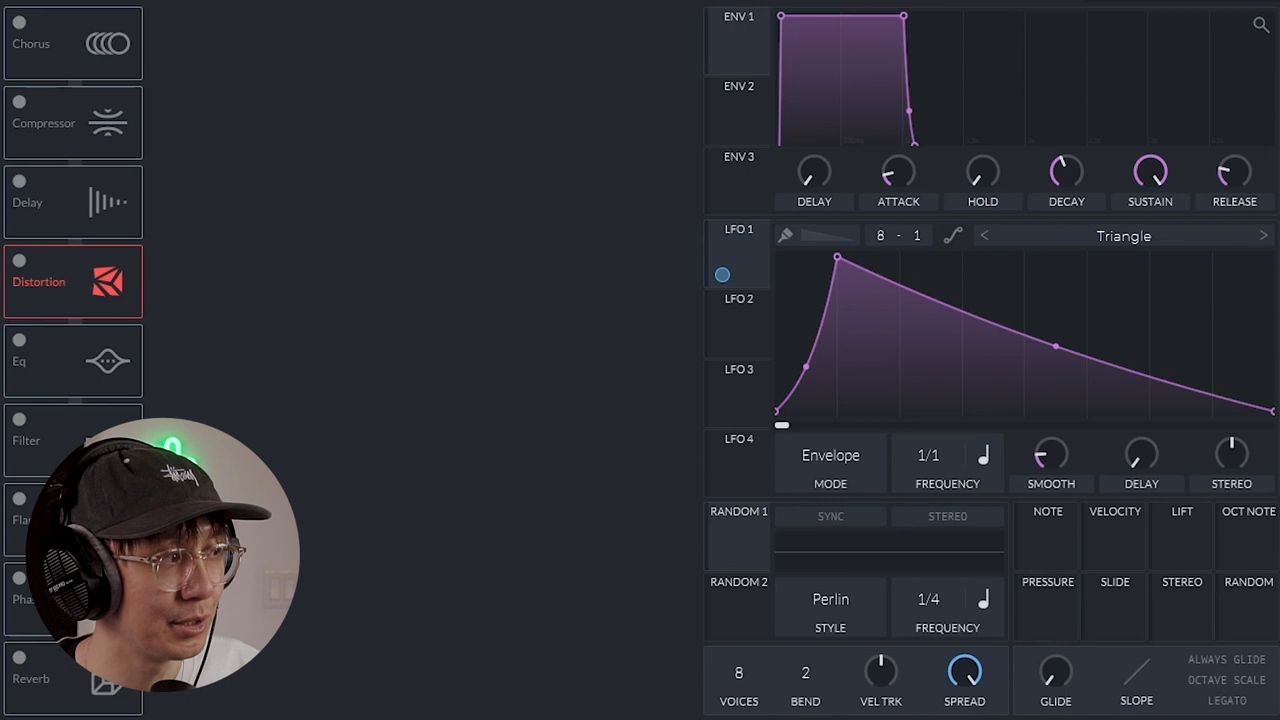 Chorus
Compressor
Delay
Distortion
Eq
Filter
Reverb
ENV 1
ENV 2
ENV 3
DELAY
ATTACK
HOLD
DECAY
SUSTAIN
RELEASE
LFO 1
8 - 1
<
Triangle
>
LFO 2
LFO 3
LFO 4
Envelope
MODE
1/1
FREQUENCY
SMOOTH
DELAY
STEREO
RANDOM 1
SYNC
STEREO
NOTE
VELOCITY
LIFT
OCT NOTE
RANDOM 2
Perlin
STYLE
1/4
FREQUENCY
PRESSURE
SLIDE
STEREO
RANDOM
8
VOICES
2
BEND
VEL TRK
SPREAD
GLIDE
SLOPE
ALWAYS GLIDE
OCTAVE SCALE
LEGATO